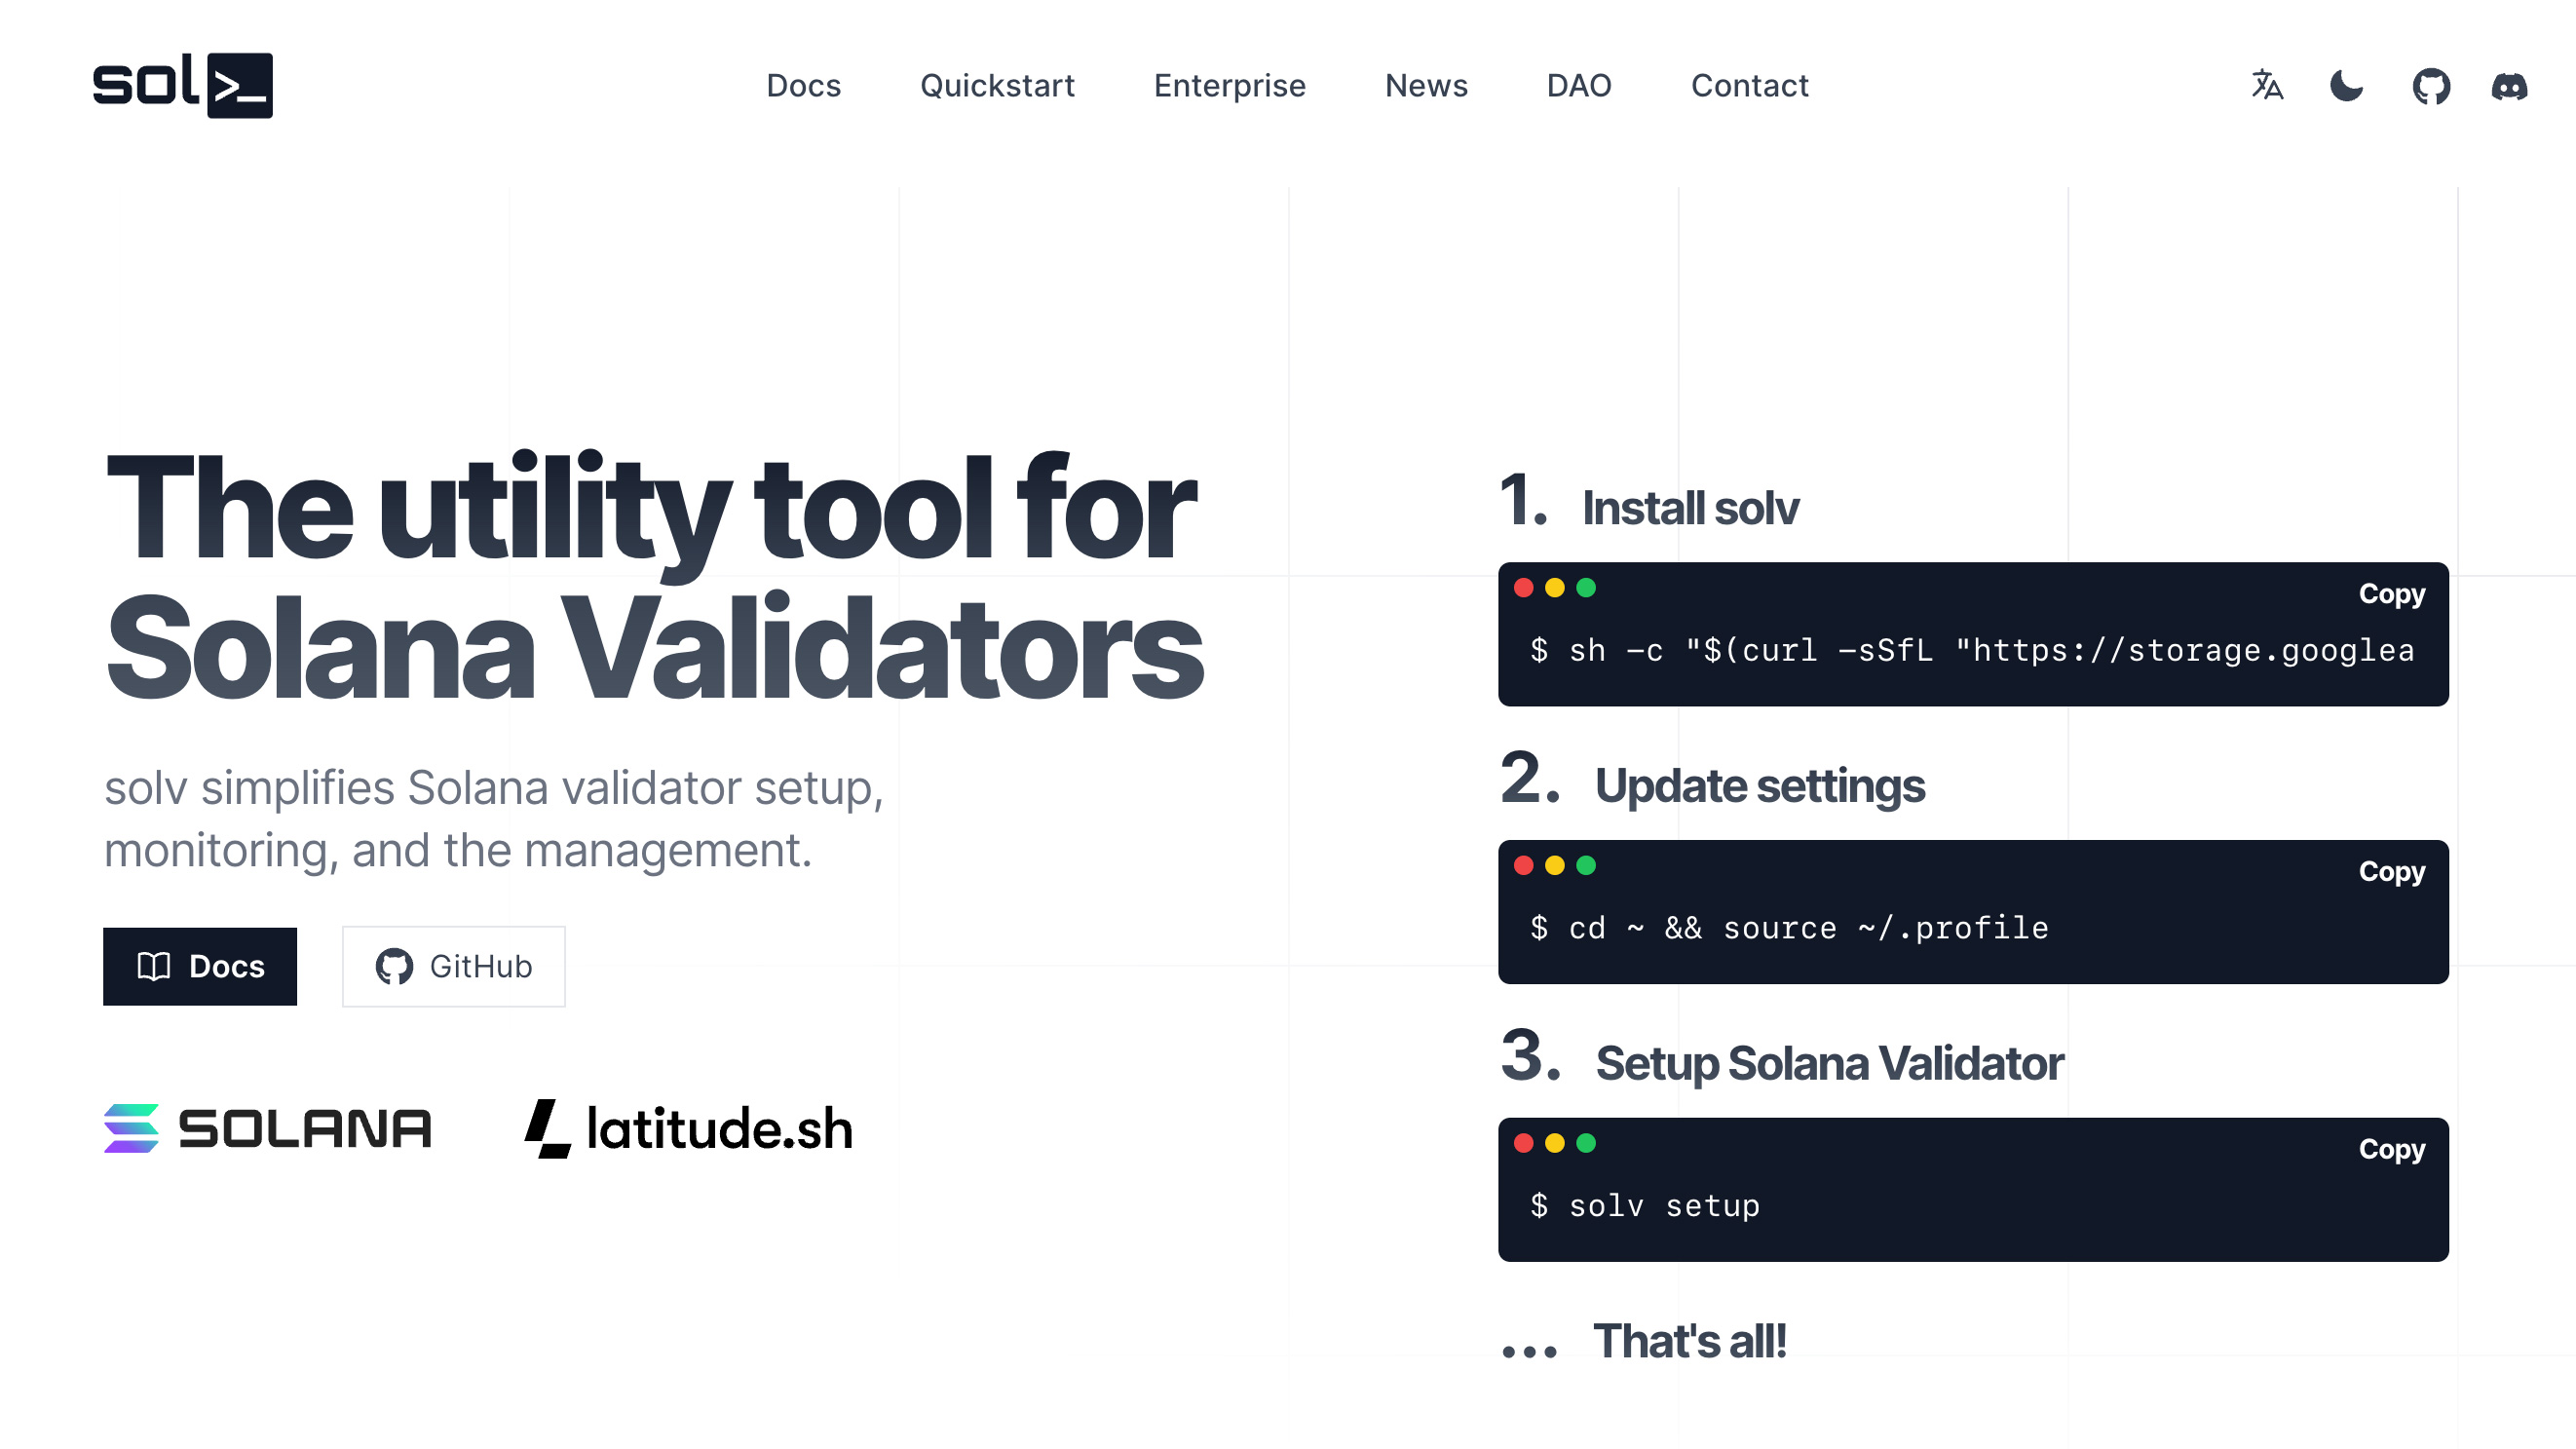 sol>_
Docs Quickstart Enterprise News DAO Contact
The utility tool for
Solana Validators
solv simplifies Solana validator setup,
monitoring, and the management.
Docs GitHub
SOLANA latitude.sh
1. Install solv
Copy
$ sh -c "$(curl -sSfL "https://storage.googlea
2. Update settings
Copy
$ cd ~ && source ~/.profile
3. Setup Solana Validator
Copy
$ solv setup
... That's all!